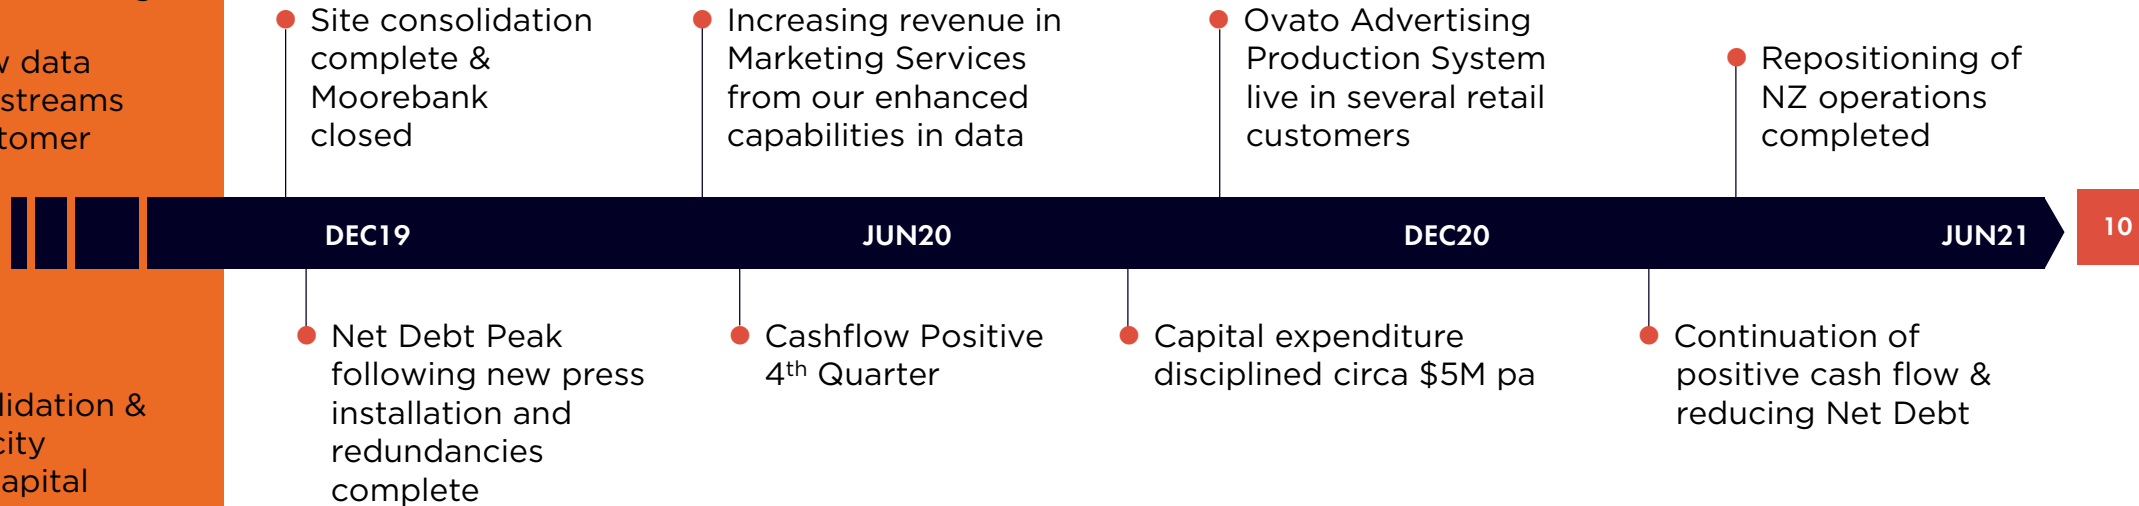 data
streams
Site consolidation
complete &
Moorebank
closed
Increasing revenue in
Marketing Services
from our enhanced
capabilities in data
Ovato Advertising
Production System
live in several retail
customers
Repositioning of
NZ operations
completed
DEC19
JUN20
DEC20
JUN21
10
&
Net Debt Peak
following new press
installation and
redundancies
complete
Cashflow Positive
4th Quarter
Capital expenditure
disciplined circa $5M pa
Continuation of
positive cash flow &
reducing Net Debt